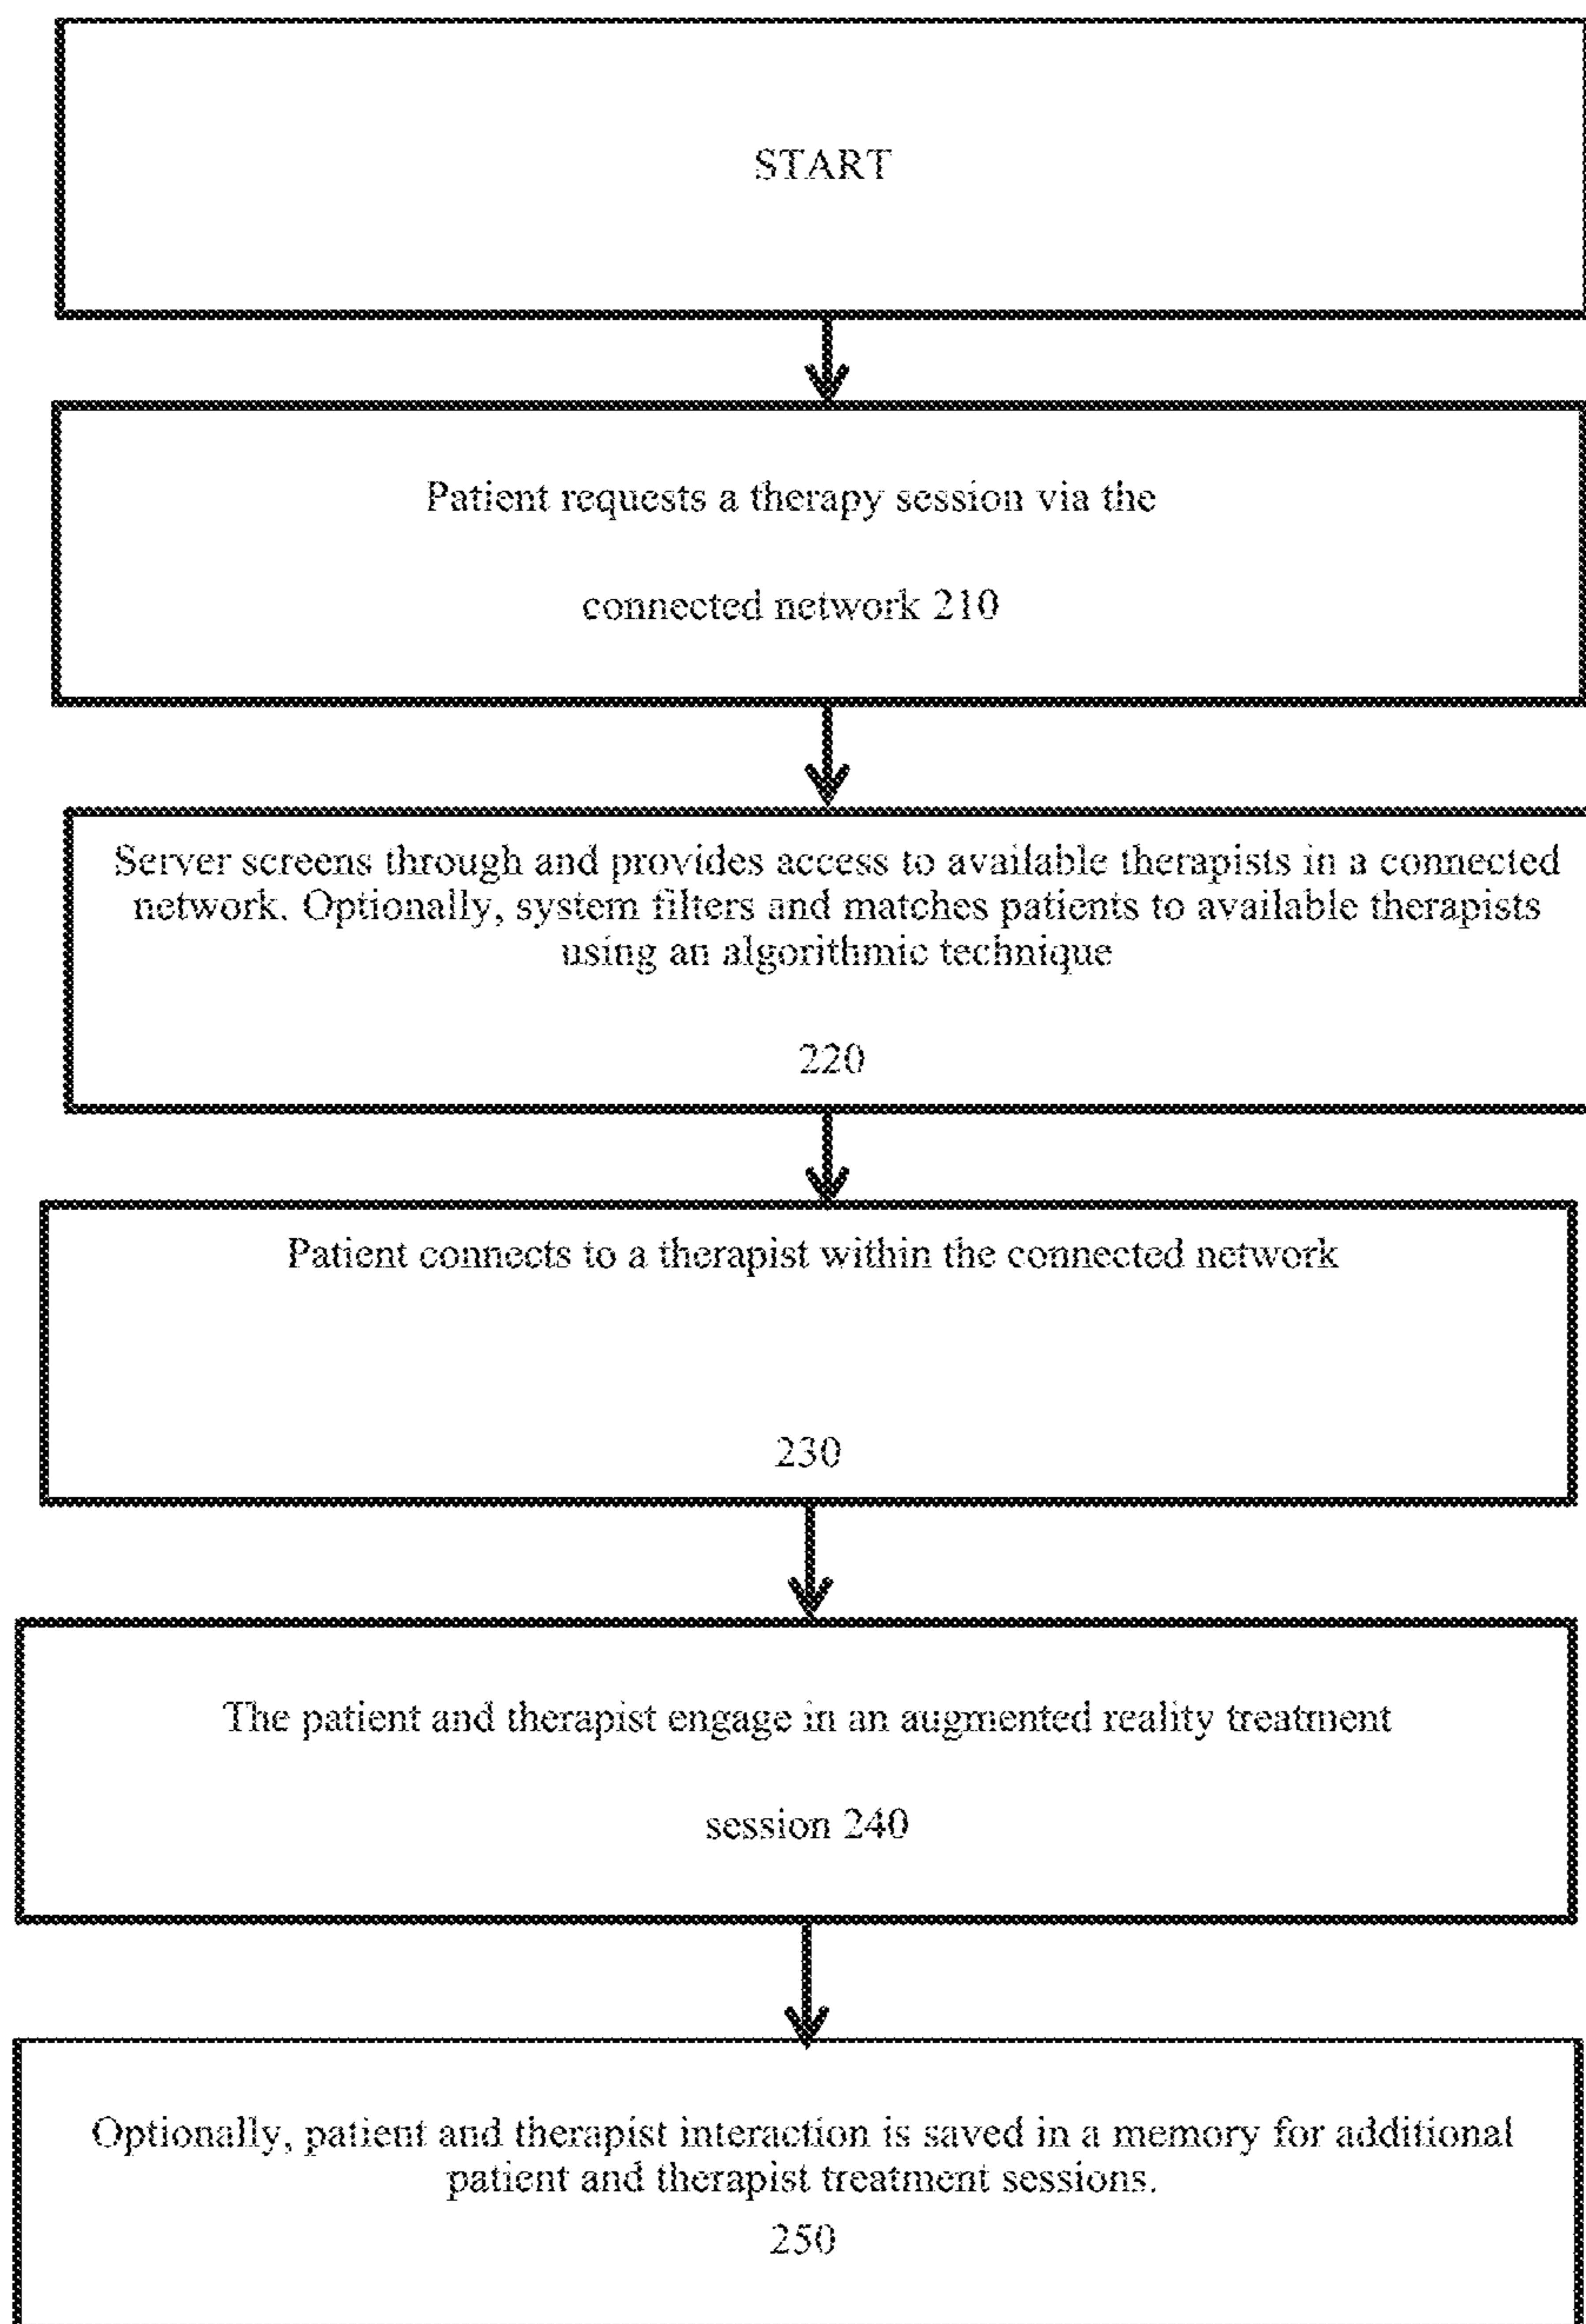 START
Patient requests a therapy session via the
connected network 210
Server screens through and provides access to available therapists in a connected
network. Optionally, system filters and matches patients to available therapists
using an algorithmic technique
220
Patient connects to a therapist within the connected network
230
The patient and therapist engage in an augmented reality treatment
session 240
Optionally, patient and therapist interaction is saved in a memory for additional
patient and therapist treatment sessions.
250